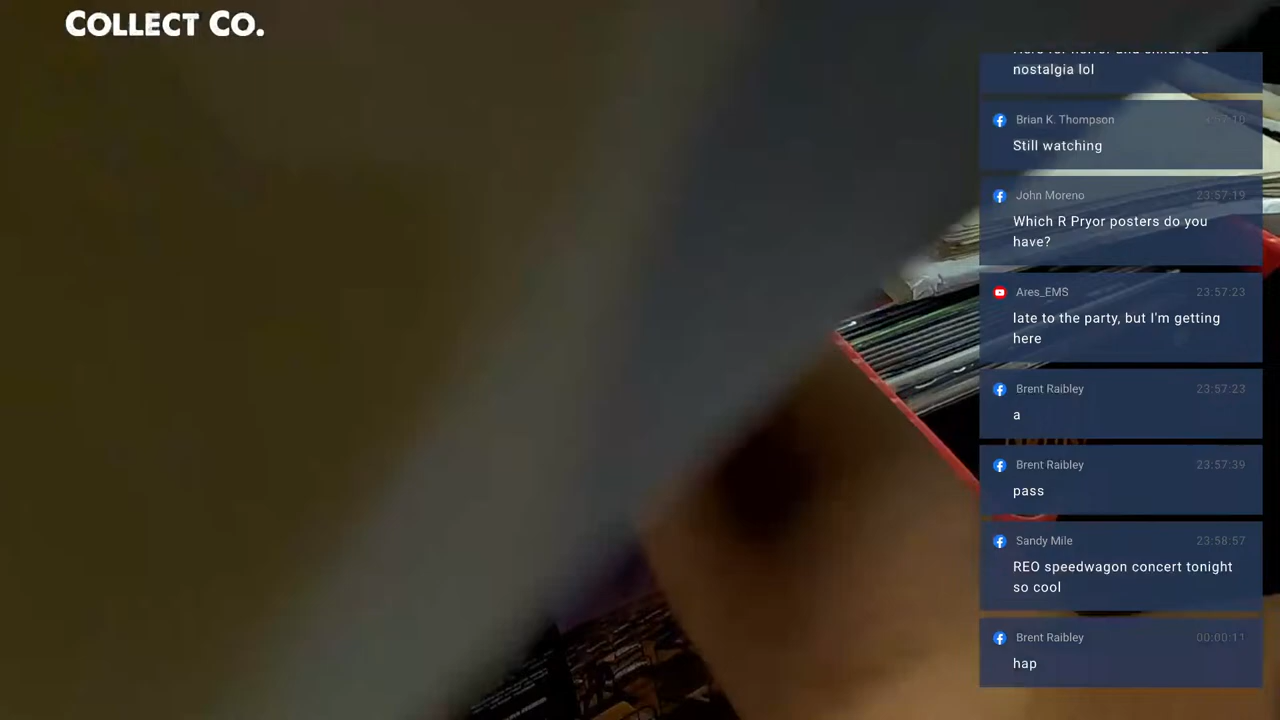 COLLECT CO.
nostalgia lol
Brian K. Thompson
Still watching
John Moreno 23:57:19
Which R Pryor posters do you
have?
Ares_EMS 23:57:23
late to the party, but I'm getting
here
Brent Raibley 23:57:23
a
Brent Raibley 23:57:39
pass
Sandy Mile 23:58:57
REO speedwagon concert tonight
so cool
Brent Raibley 00:00:11
hap